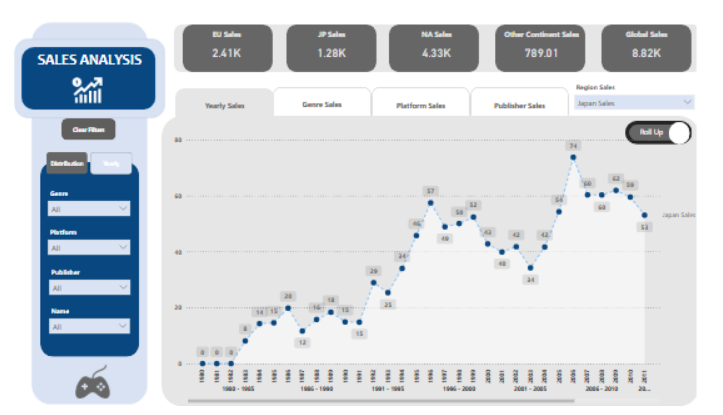 SALES ANALYSIS
Clear Filters
Distribution
Yearly
Genre
All
Platform
All
Publisher
All
Name
All
EU Sales
2.41K
JP Sales
1.28K
NA Sales
4.33K
Other Continent Sales
789.01
Global Sales
8.82K
Yearly Sales
Genre Sales
Platform Sales
Publisher Sales
Region Sales
Japan Sales
Roll Up
80
60
40
20
0
0 0 0 8 14 15 20 12 16 18 15 15 29 25 34 46 57 49 50 52 43 40 42 34 42 54 74 60 60 62 59 53
Japan Sales
1980 1981 1982 1983 1984 1985 1986 1987 1988 1989 1990 1991 1992 1993 1994 1995 1996 1997 1998 1999 2000 2001 2002 2003 2004 2005 2006 2007 2008 2009 2010 2011
1980 - 1985 1986 - 1990 1991 - 1995 1996 - 2000 2001 - 2005 2006 - 2010 20...